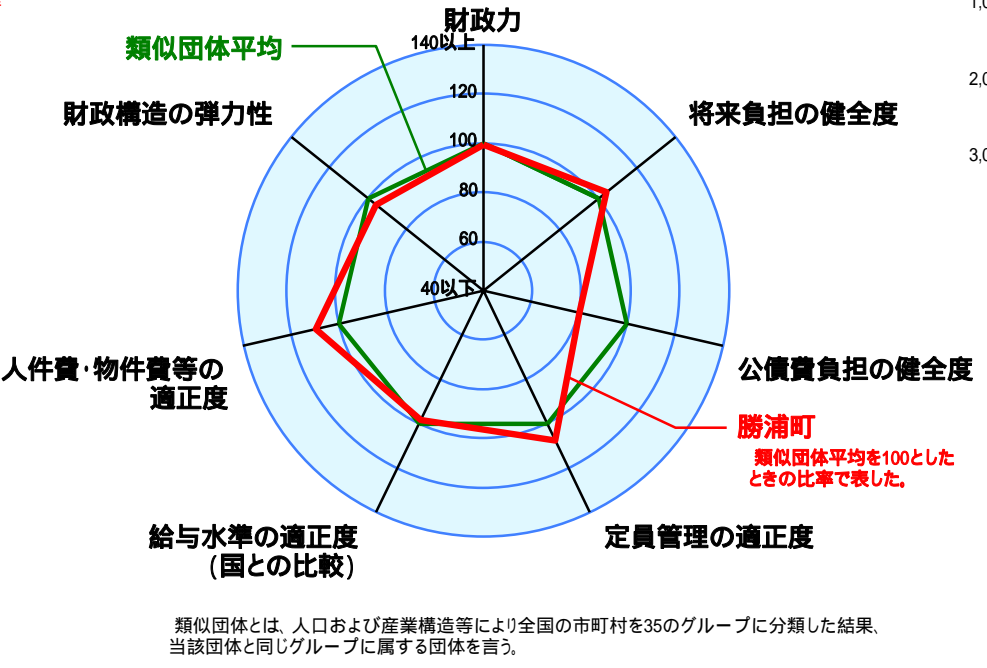 財政力
140以上
類似団体平均
120
財政構造の弾力性
将来負担の健全度
100
80
60
40以下
人件費・物件費等の
適正度
公債費負担の健全度
勝浦町
類似団体平均を100とした
ときの比率で表した。
給与水準の適正度
(国との比較)
定員管理の適正度
類似団体とは、人口および産業構造等により全国の市町村を35のグループに分類した結果、
当該団体と同じグループに属する団体を言う。